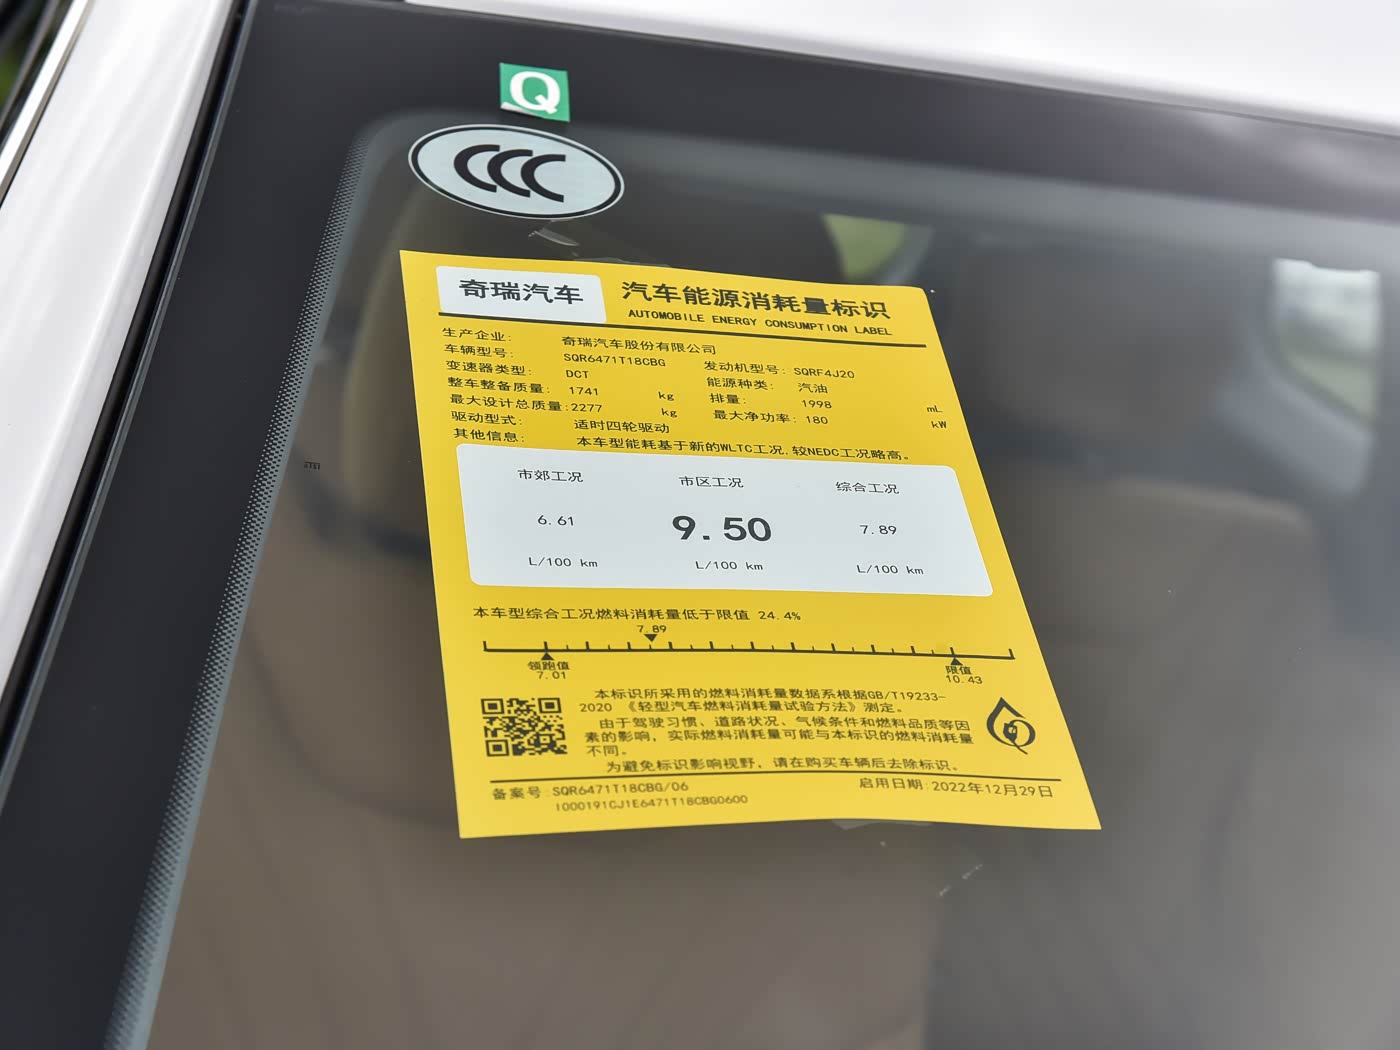 Q
CCC
奇瑞汽车
汽车能源消耗量标识
AUTOMOBILE ENERGY CONSUMPTION LABEL
生产企业: 奇瑞汽车股份有限公司
车辆型号: SQR6471T18CBG 发动机型号: SQRF4J20
变速器类型: DCT 能源种类: 汽油
整车整备质量: 1741 kg 排量: 1998 mL
最大设计总质量:2277 kg 最大净功率: 180 kW
驱动型式: 适时四轮驱动
其他信息: 本车型能耗基于新的WLTC工况,较NEDC工况略高。
市郊工况 市区工况 综合工况
6.61 9.50 7.89
L/100 km L/100 km L/100 km
本车型综合工况燃料消耗量低于限值 24.4%
7.89
领跑值 限值
7.01 10.43
本标识所采用的燃料消耗量数据系根据GB/T19233-
2020 《轻型汽车燃料消耗量试验方法》测定。
由于驾驶习惯、道路状况、气候条件和燃料品质等因
素的影响，实际燃料消耗量可能与本标识的燃料消耗量
不同。
为避免标识影响视野，请在购买车辆后去除标识。
备案号:SQR6471T18CBG/06 启用日期:2022年12月29日
I000191CJ1E6471T18CBG0600